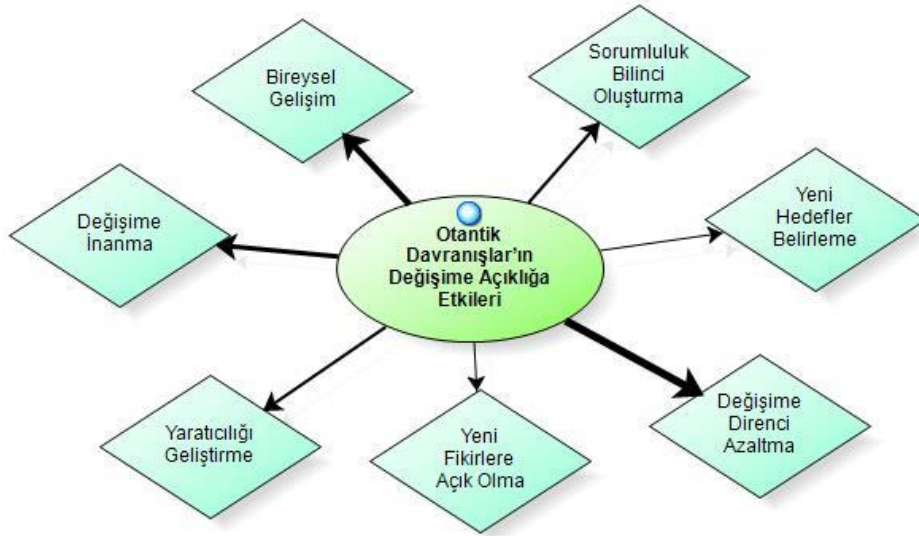 Bireysel
Gelişim
Sorumluluk
Bilinci
Oluşturma
Değişime
İnanma
Otantik
Davranışlar'ın
Değişime Açıklığa
Etkileri
Yeni
Hedefler
Belirleme
Yaratıcılığı
Geliştirme
Yeni
Fikirlere
Açık Olma
Değişime
Direnci
Azaltma